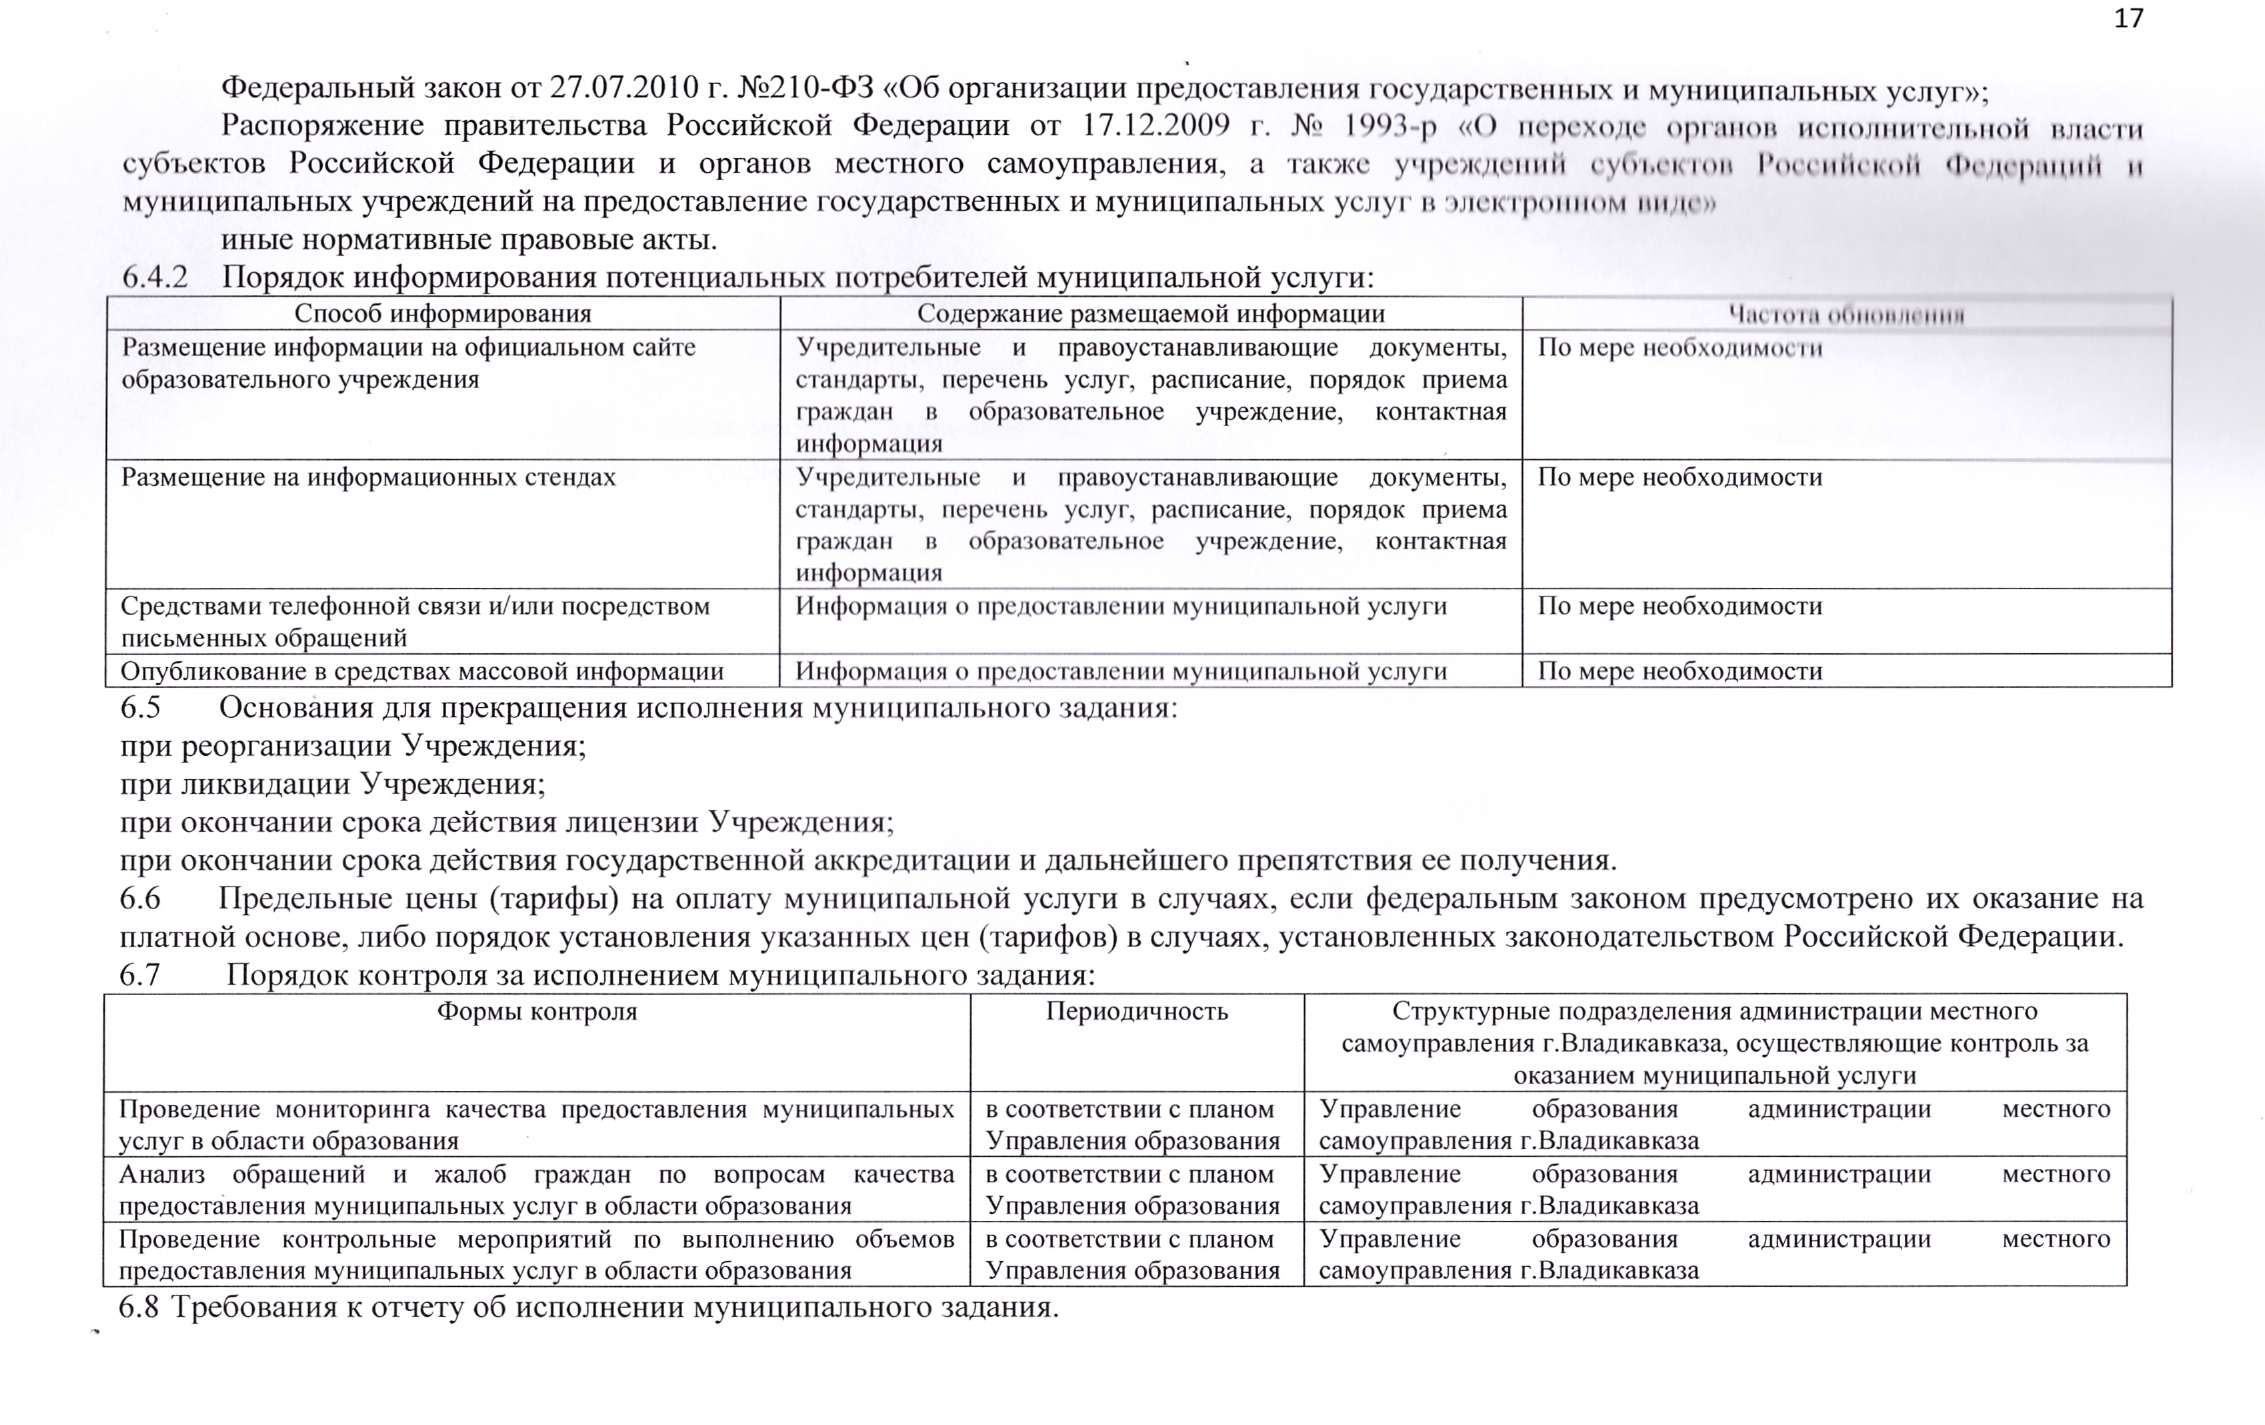 17
Федеральный закон от 27.07.2010 г. №210-ФЗ «Об организации предоставления государственных и муниципальных услуг»;
Распоряжение правительства Российской Федерации от 17.12.2009 г. № 1993-р «О переходе органов исполнительной власти
субъектов Российской Федерации и органов местного самоуправления, а также учреждений субъектов Российской Федераций и
муниципальных учреждений на предоставление государственных и муниципальных услуг в электронном виде»
иные нормативные правовые акты.
6.4.2 Порядок информирования потенциальных потребителей муниципальной услуги:
Способ информирования Содержание размещаемой информации Частота обновления
Размещение информации на официальном сайте Учредительные и правоустанавливающие документы, По мере необходимости
образовательного учреждения стандарты, перечень услуг, расписание, порядок приема
граждан в образовательное учреждение, контактная
информация
Размещение на информационных стендах Учредительные и правоустанавливающие документы, По мере необходимости
стандарты, перечень услуг, расписание, порядок приема
граждан в образовательное учреждение, контактная
информация
Средствами телефонной связи и/или посредством Информация о предоставлении муниципальной услуги По мере необходимости
письменных обращений
Опубликование в средствах массовой информации Информация о предоставлении муниципальной услуги По мере необходимости
6.5 Основания для прекращения исполнения муниципального задания:
при реорганизации Учреждения;
при ликвидации Учреждения;
при окончании срока действия лицензии Учреждения;
при окончании срока действия государственной аккредитации и дальнейшего препятствия ее получения.
6.6 Предельные цены (тарифы) на оплату муниципальной услуги в случаях, если федеральным законом предусмотрено их оказание на
платной основе, либо порядок установления указанных цен (тарифов) в случаях, установленных законодательством Российской Федерации.
6.7 Порядок контроля за исполнением муниципального задания:
Формы контроля Периодичность Структурные подразделения администрации местного
самоуправления г.Владикавказа, осуществляющие контроль за
оказанием муниципальной услуги
Проведение мониторинга качества предоставления муниципальных в соответствии с планом Управление образования администрации местного
услуг в области образования Управления образования самоуправления г.Владикавказа
Анализ обращений и жалоб граждан по вопросам качества в соответствии с планом Управление образования администрации местного
предоставления муниципальных услуг в области образования Управления образования самоуправления г.Владикавказа
Проведение контрольные мероприятий по выполнению объемов в соответствии с планом Управление образования администрации местного
предоставления муниципальных услуг в области образования Управления образования самоуправления г.Владикавказа
6.8 Требования к отчету об исполнении муниципального задания.